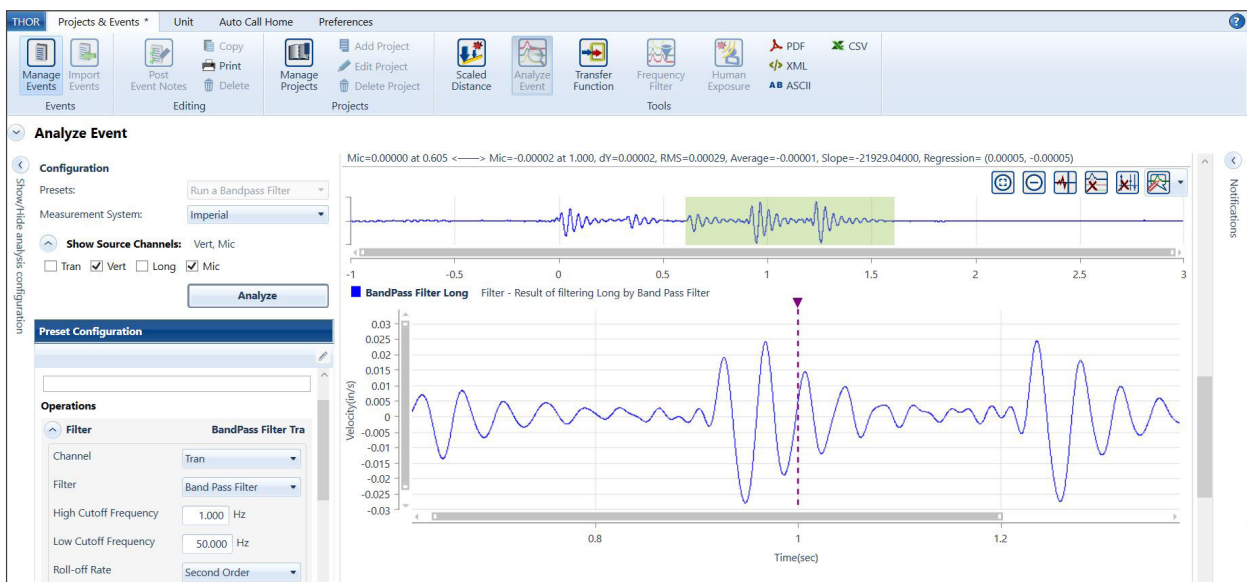 THOR Projects & Events * Unit Auto Call Home Preferences
Manage Events
Import Events
Events
Post Event Notes
Copy
Print
Delete
Editing
Manage Projects
Add Project
Edit Project
Delete Project
Projects
Scaled Distance
Analyze Event
Transfer Function
Frequency Filter
Human Exposure
PDF
XML
AB ASCII
CSV
Tools
Analyze Event
Show/Hide analysis configuration
Configuration
Presets: Run a Bandpass Filter
Measurement System: Imperial
Show Source Channels: Vert, Mic
Tran Vert Long Mic
Analyze
Preset Configuration
Operations
Filter BandPass Filter Tra
Channel Tran
Filter Band Pass Filter
High Cutoff Frequency 1.000 Hz
Low Cutoff Frequency 50.000 Hz
Roll-off Rate Second Order
Mic=0.00000 at 0.605 <——> Mic=-0.00002 at 1.000, dY=0.00002, RMS=0.00029, Average=-0.00001, Slope=-21929.04000, Regression= (0.00005, -0.00005)
-1 -0.5 0 0.5 1 1.5 2 2.5 3
BandPass Filter Long Filter - Result of filtering Long by Band Pass Filter
Velocity(in/s)
0.03
0.025
0.02
0.015
0.01
0.005
0
-0.005
-0.01
-0.015
-0.02
-0.025
-0.03
0.8 1 1.2
Time(sec)
Notifications